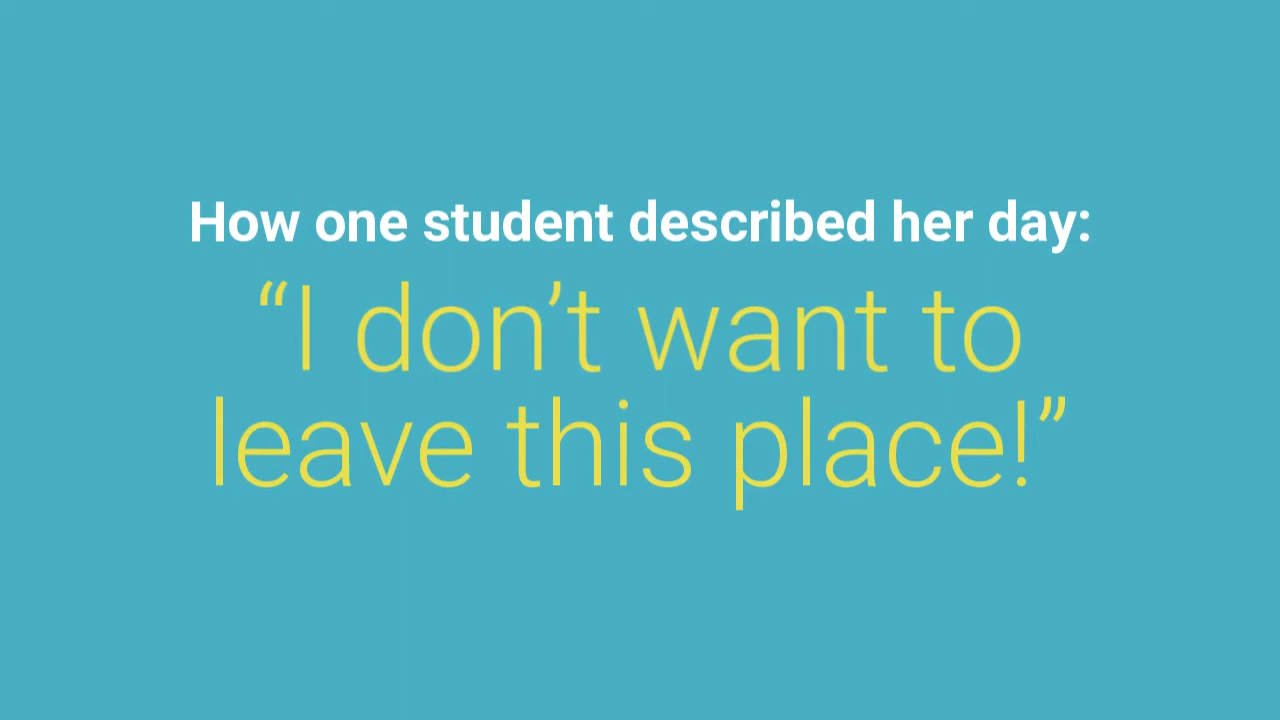 How one student described her day:
“I don’t want to
leave this place!”